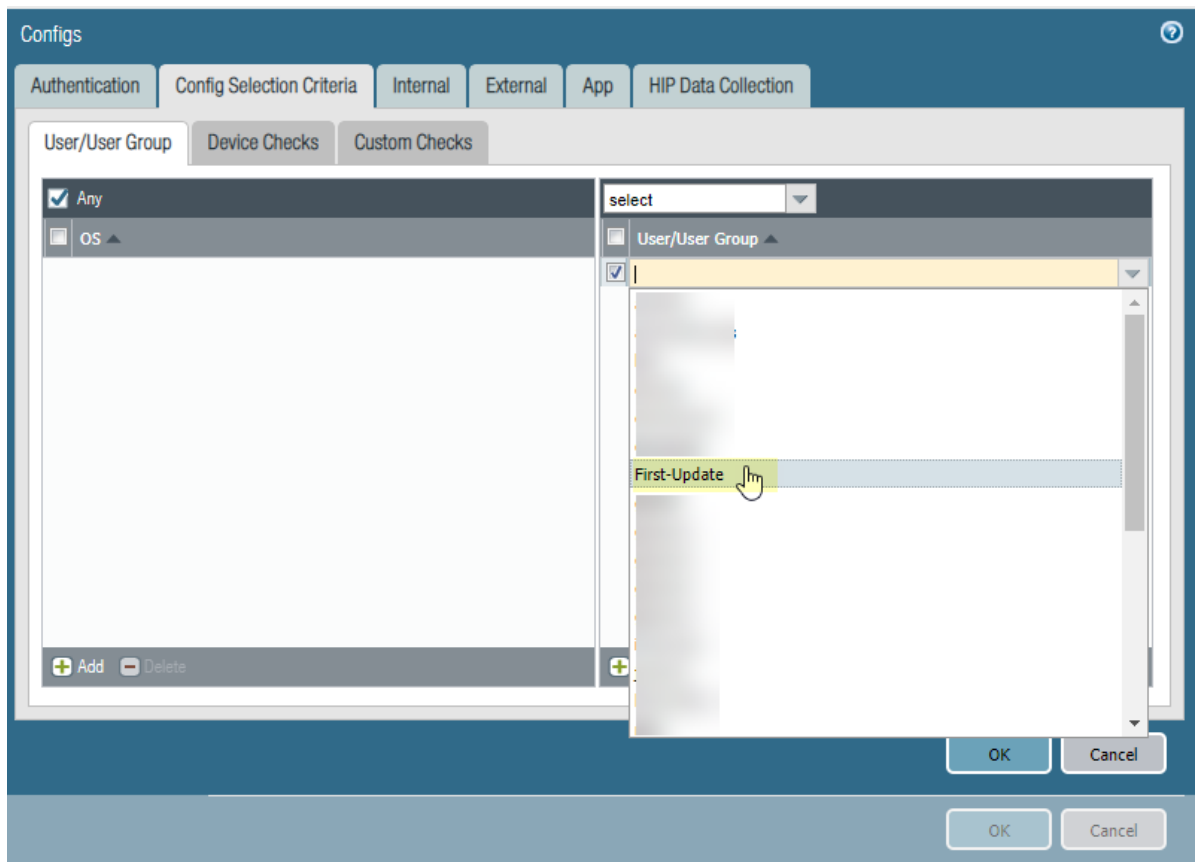 Configs
Authentication Config Selection Criteria Internal External App HIP Data Collection
User/User Group Device Checks Custom Checks
Any
select
OS
User/User Group
First-Update
Add Delete
OK Cancel
OK Cancel